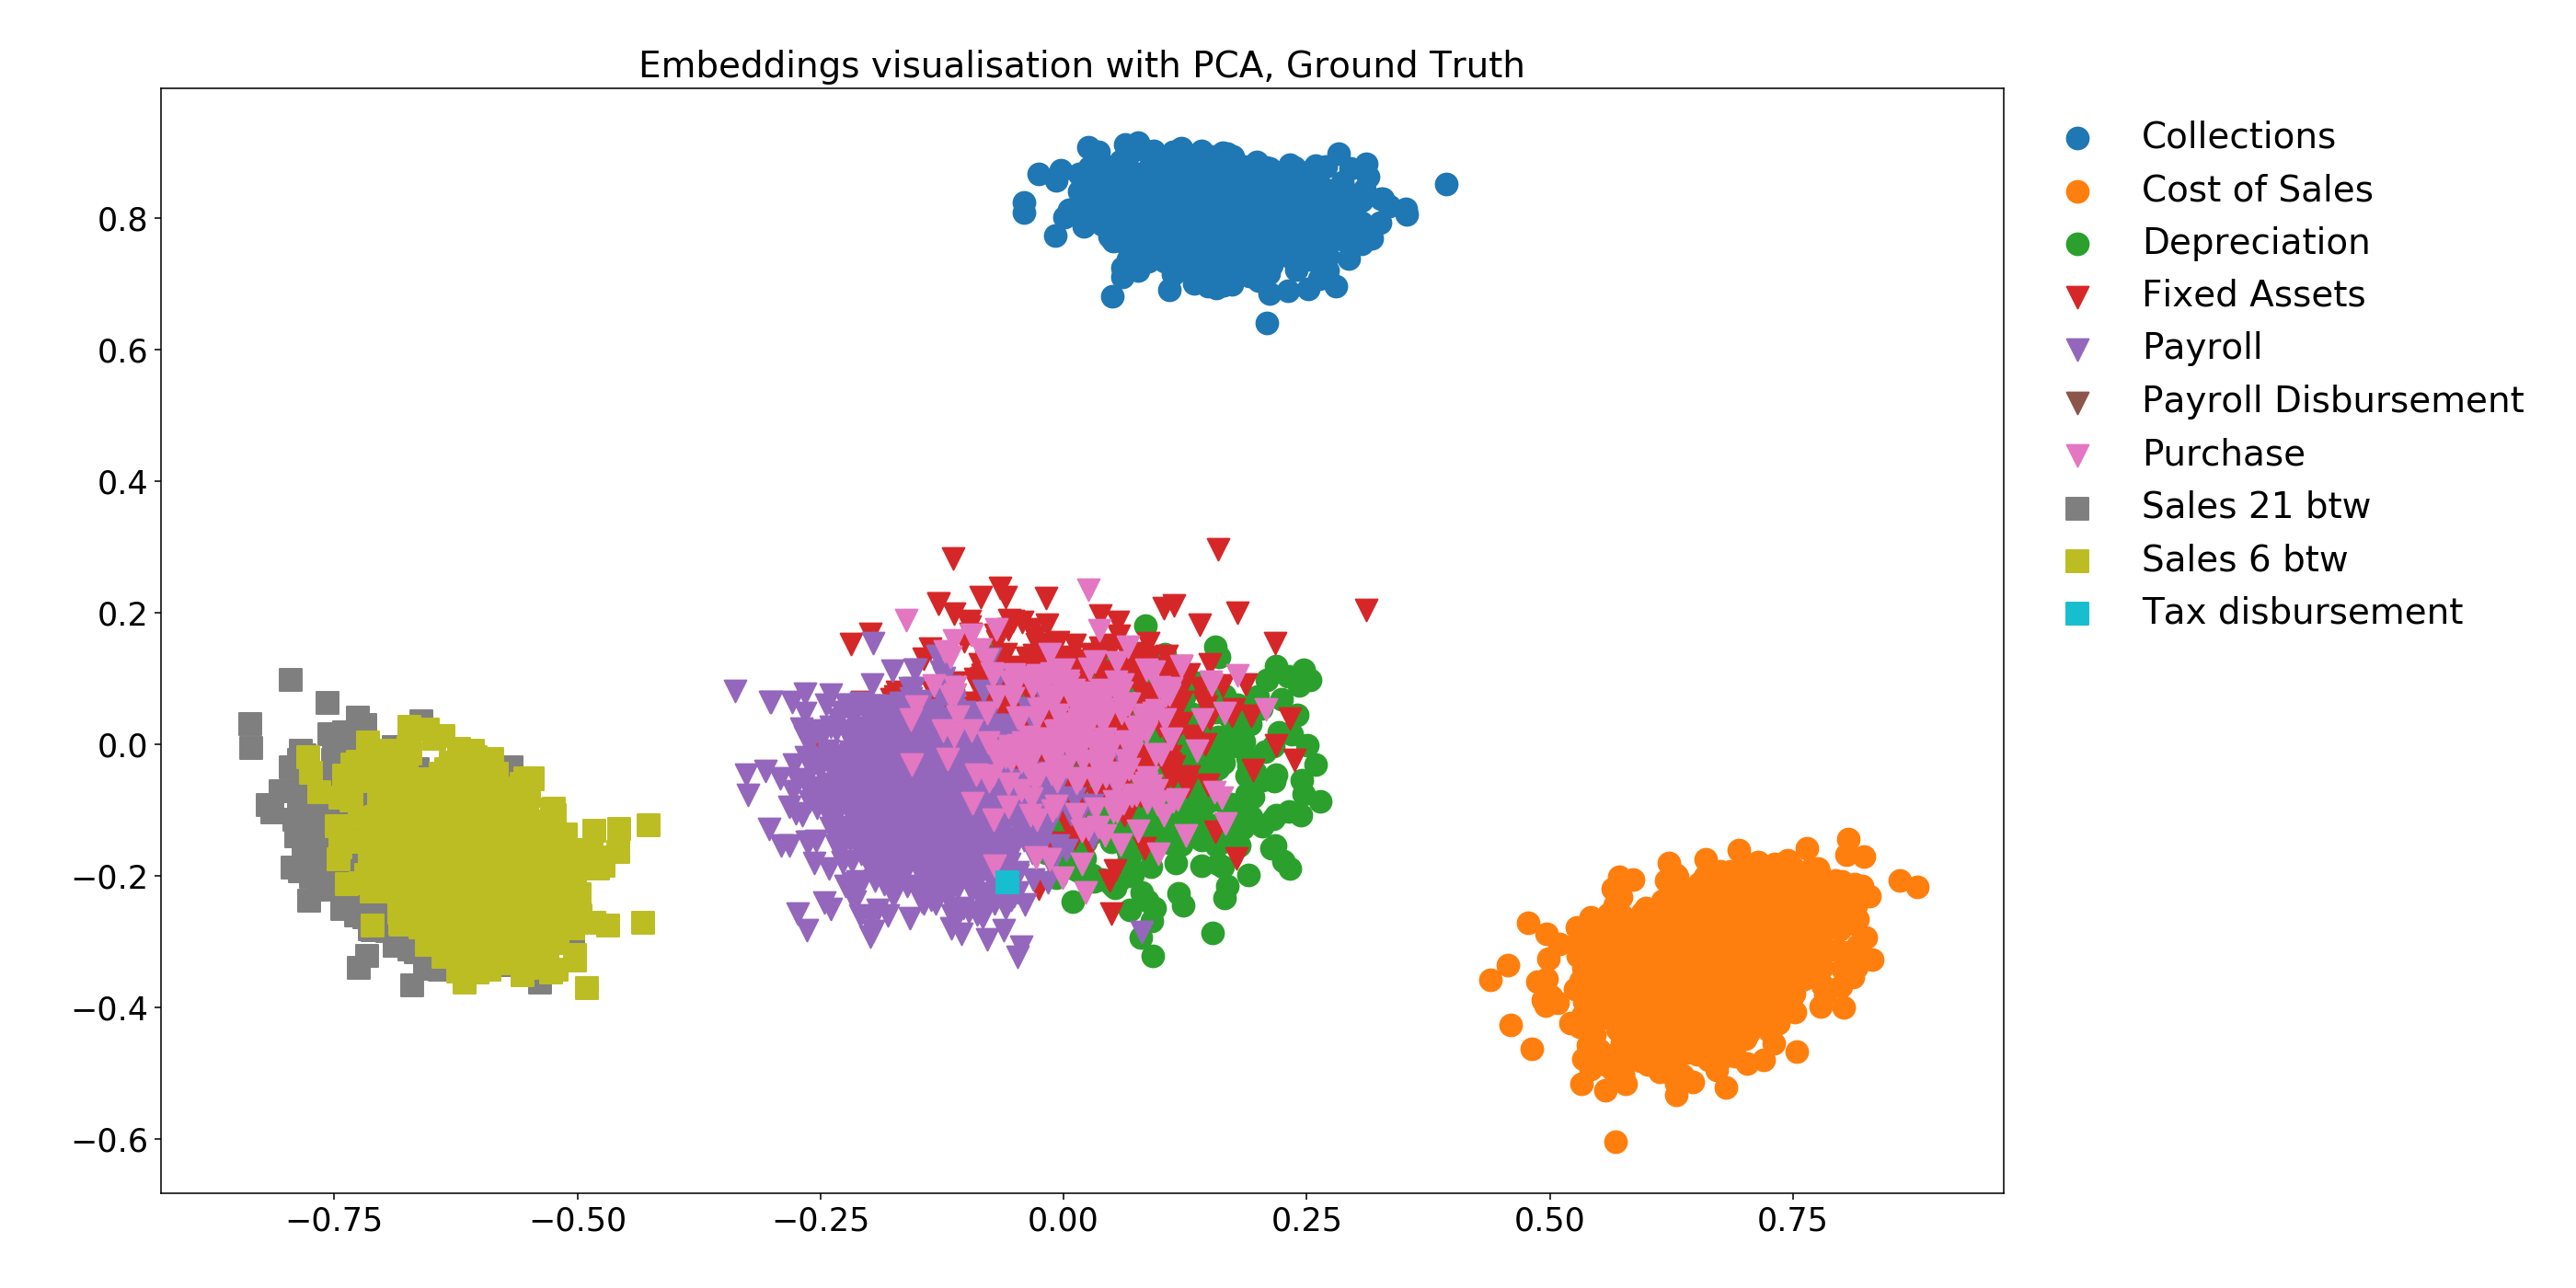 Embeddings visualisation with PCA, Ground Truth
Collections
Cost of Sales
Depreciation
Fixed Assets
Payroll
Payroll Disbursement
Purchase
Sales 21 btw
Sales 6 btw
Tax disbursement
0.8
0.6
0.4
0.2
0.0
−0.2
−0.4
−0.6
−0.75 −0.50 −0.25 0.00 0.25 0.50 0.75